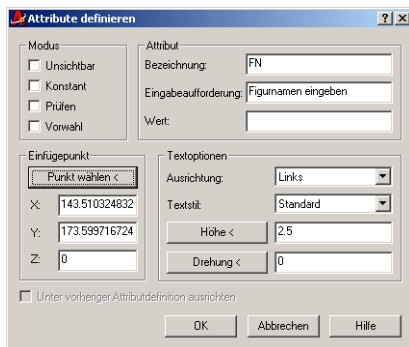 Attribute definieren
Modus
Unsichtbar
Konstant
Prüfen
Vorwahl
Attribut
Bezeichnung: FN
Eingabeaufforderung: Figurnamen eingeben
Wert:
Einfügepunkt
Punkt wählen <
X: 143.510324832
Y: 173.599716724
Z: 0
Textoptionen
Ausrichtung: Links
Textstil: Standard
Höhe < 2.5
Drehung < 0
Unter vorheriger Attributdefinition ausrichten
OK Abbrechen Hilfe